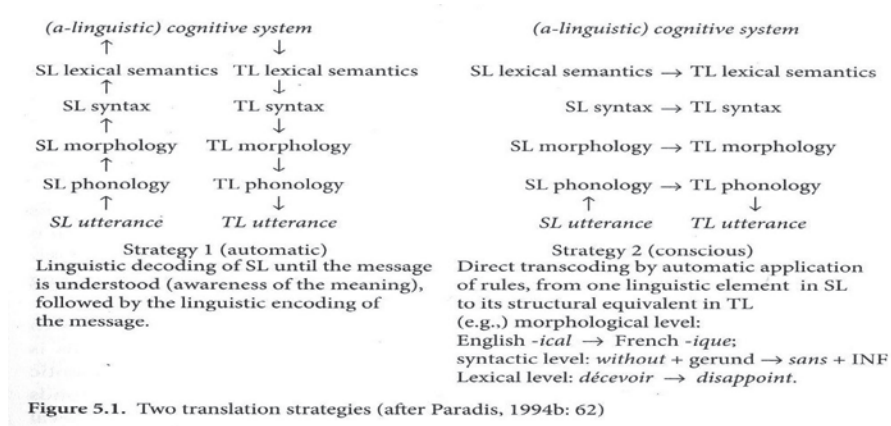 (a-linguistic) cognitive system
↑ ↓
SL lexical semantics TL lexical semantics
↑ ↓
SL syntax TL syntax
↑ ↓
SL morphology TL morphology
↑ ↓
SL phonology TL phonology
↑ ↓
SL utterance TL utterance
Strategy 1 (automatic)
Linguistic decoding of SL until the message
is understood (awareness of the meaning),
followed by the linguistic encoding of
the message.
(a-linguistic) cognitive system
SL lexical semantics → TL lexical semantics
SL syntax → TL syntax
SL morphology → TL morphology
SL phonology → TL phonology
↑ ↓
SL utterance TL utterance
Strategy 2 (conscious)
Direct transcoding by automatic application
of rules, from one linguistic element in SL
to its structural equivalent in TL
(e.g.,) morphological level:
English -ical → French -ique;
syntactic level: without + gerund → sans + INF
Lexical level: décevoir → disappoint.
Figure 5.1. Two translation strategies (after Paradis, 1994b: 62)